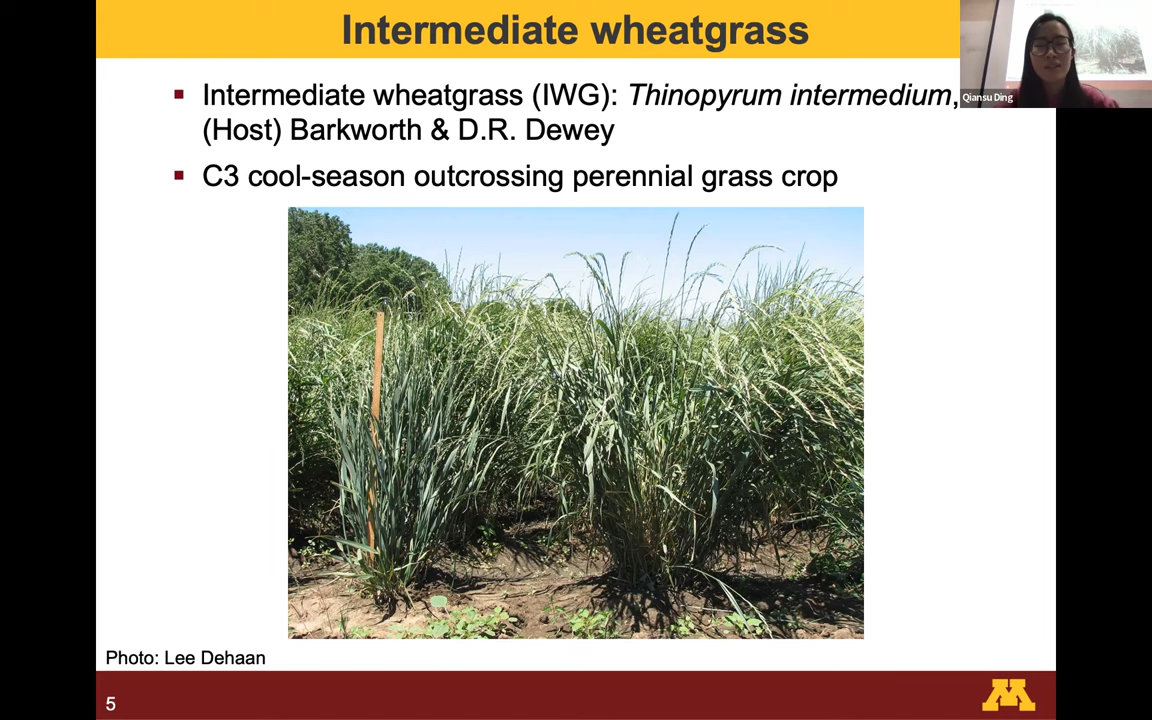 Intermediate wheatgrass
Intermediate wheatgrass (IWG): Thinopyrum intermedium,
(Host) Barkworth & D.R. Dewey
C3 cool-season outcrossing perennial grass crop
Qiansu Ding
Photo: Lee Dehaan
5
M